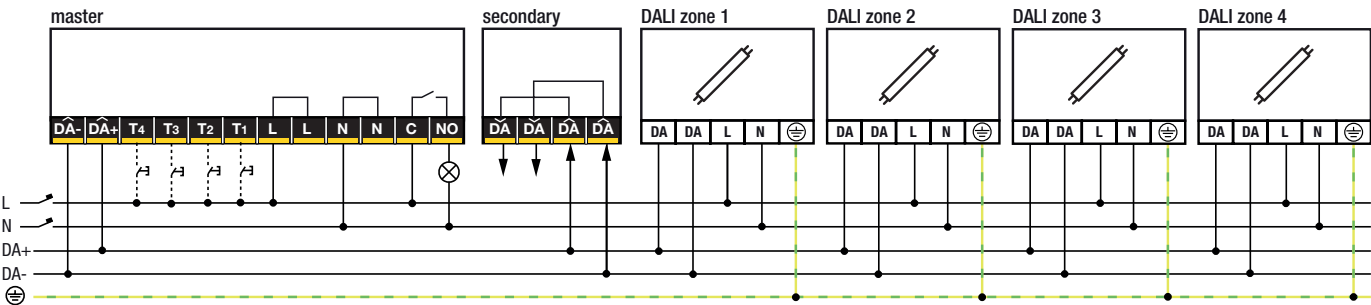 master secondary DALI zone 1 DALI zone 2 DALI zone 3 DALI zone 4
DA- DA+ T4 T3 T2 T1 L L N N C NO DA DA DA DA DA DA L N DA DA L N DA DA L N DA DA L N
L
N
DA+
DA-